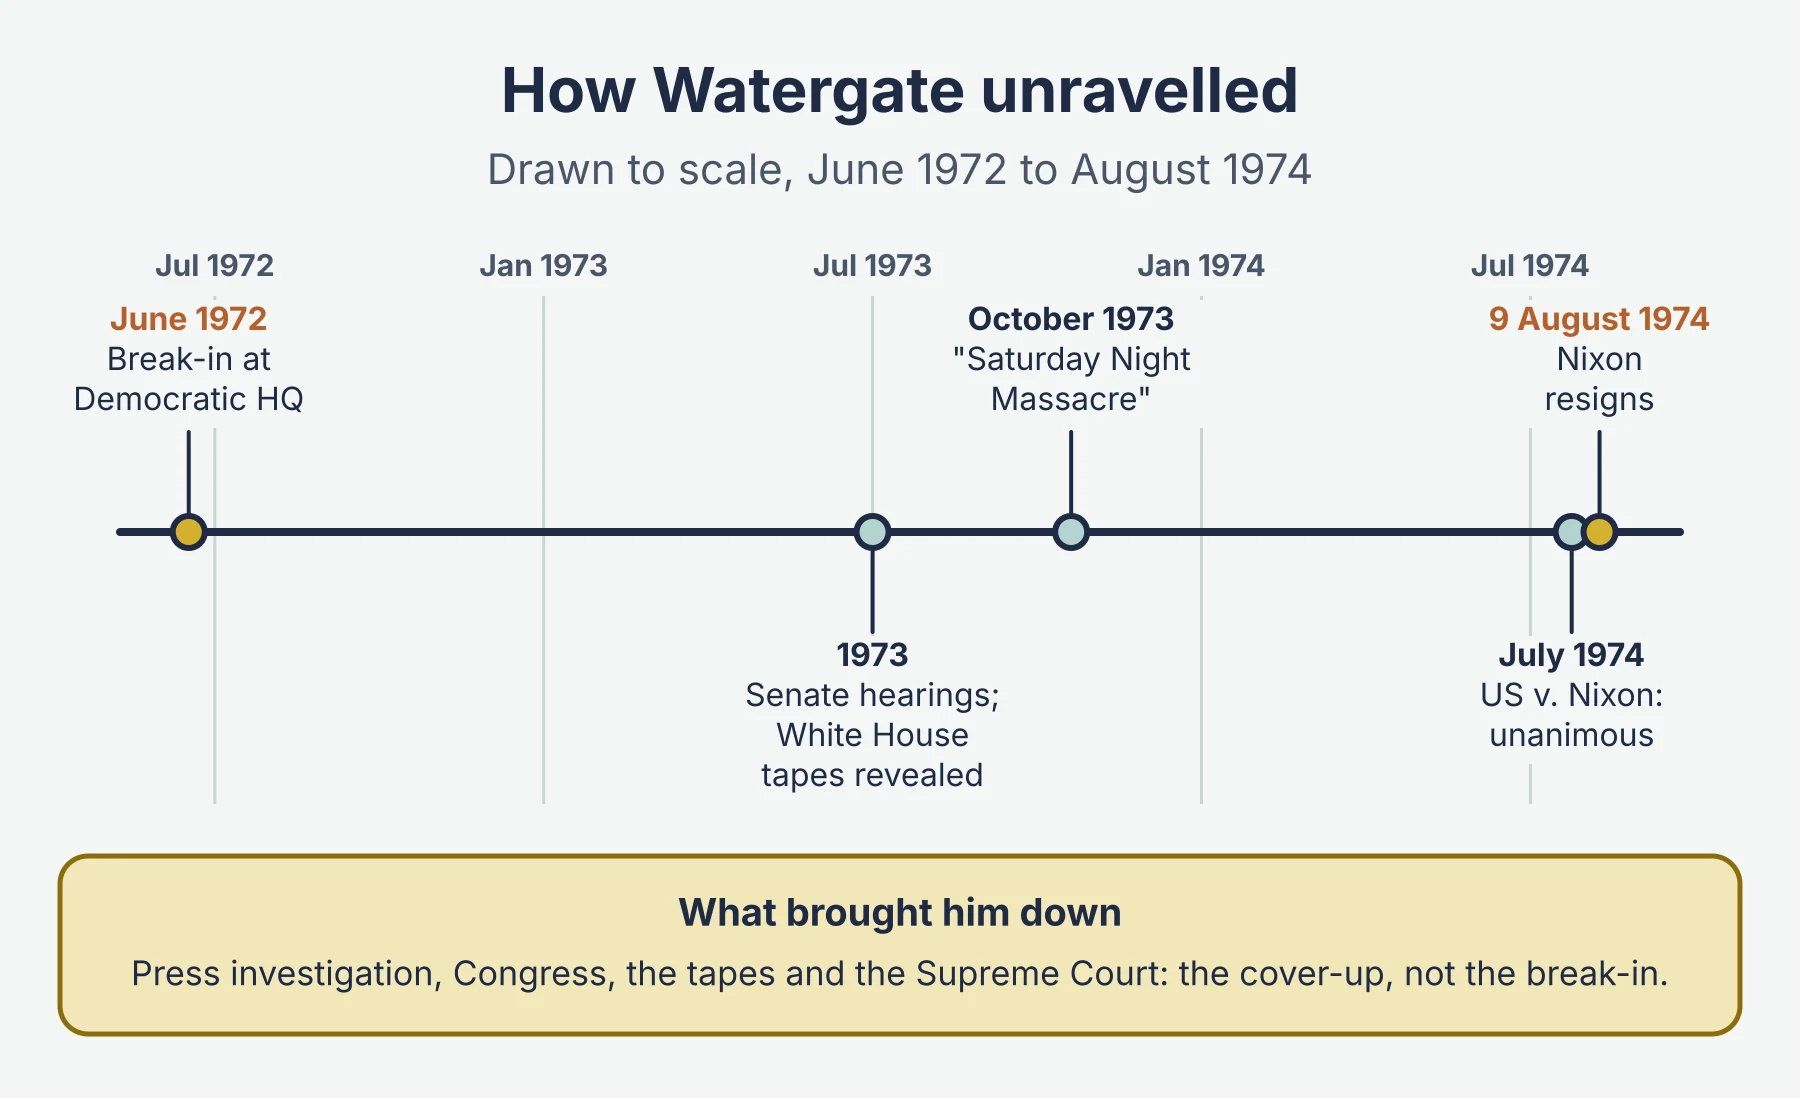 How Watergate unravelled
Drawn to scale, June 1972 to August 1974
Jul 1972
Jan 1973
Jul 1973
Jan 1974
Jul 1974
June 1972
Break-in at
Democratic HQ
October 1973
"Saturday Night
Massacre"
9 August 1974
Nixon
resigns
1973
Senate hearings;
White House
tapes revealed
July 1974
US v. Nixon:
unanimous
What brought him down
Press investigation, Congress, the tapes and the Supreme Court: the cover-up, not the break-in.